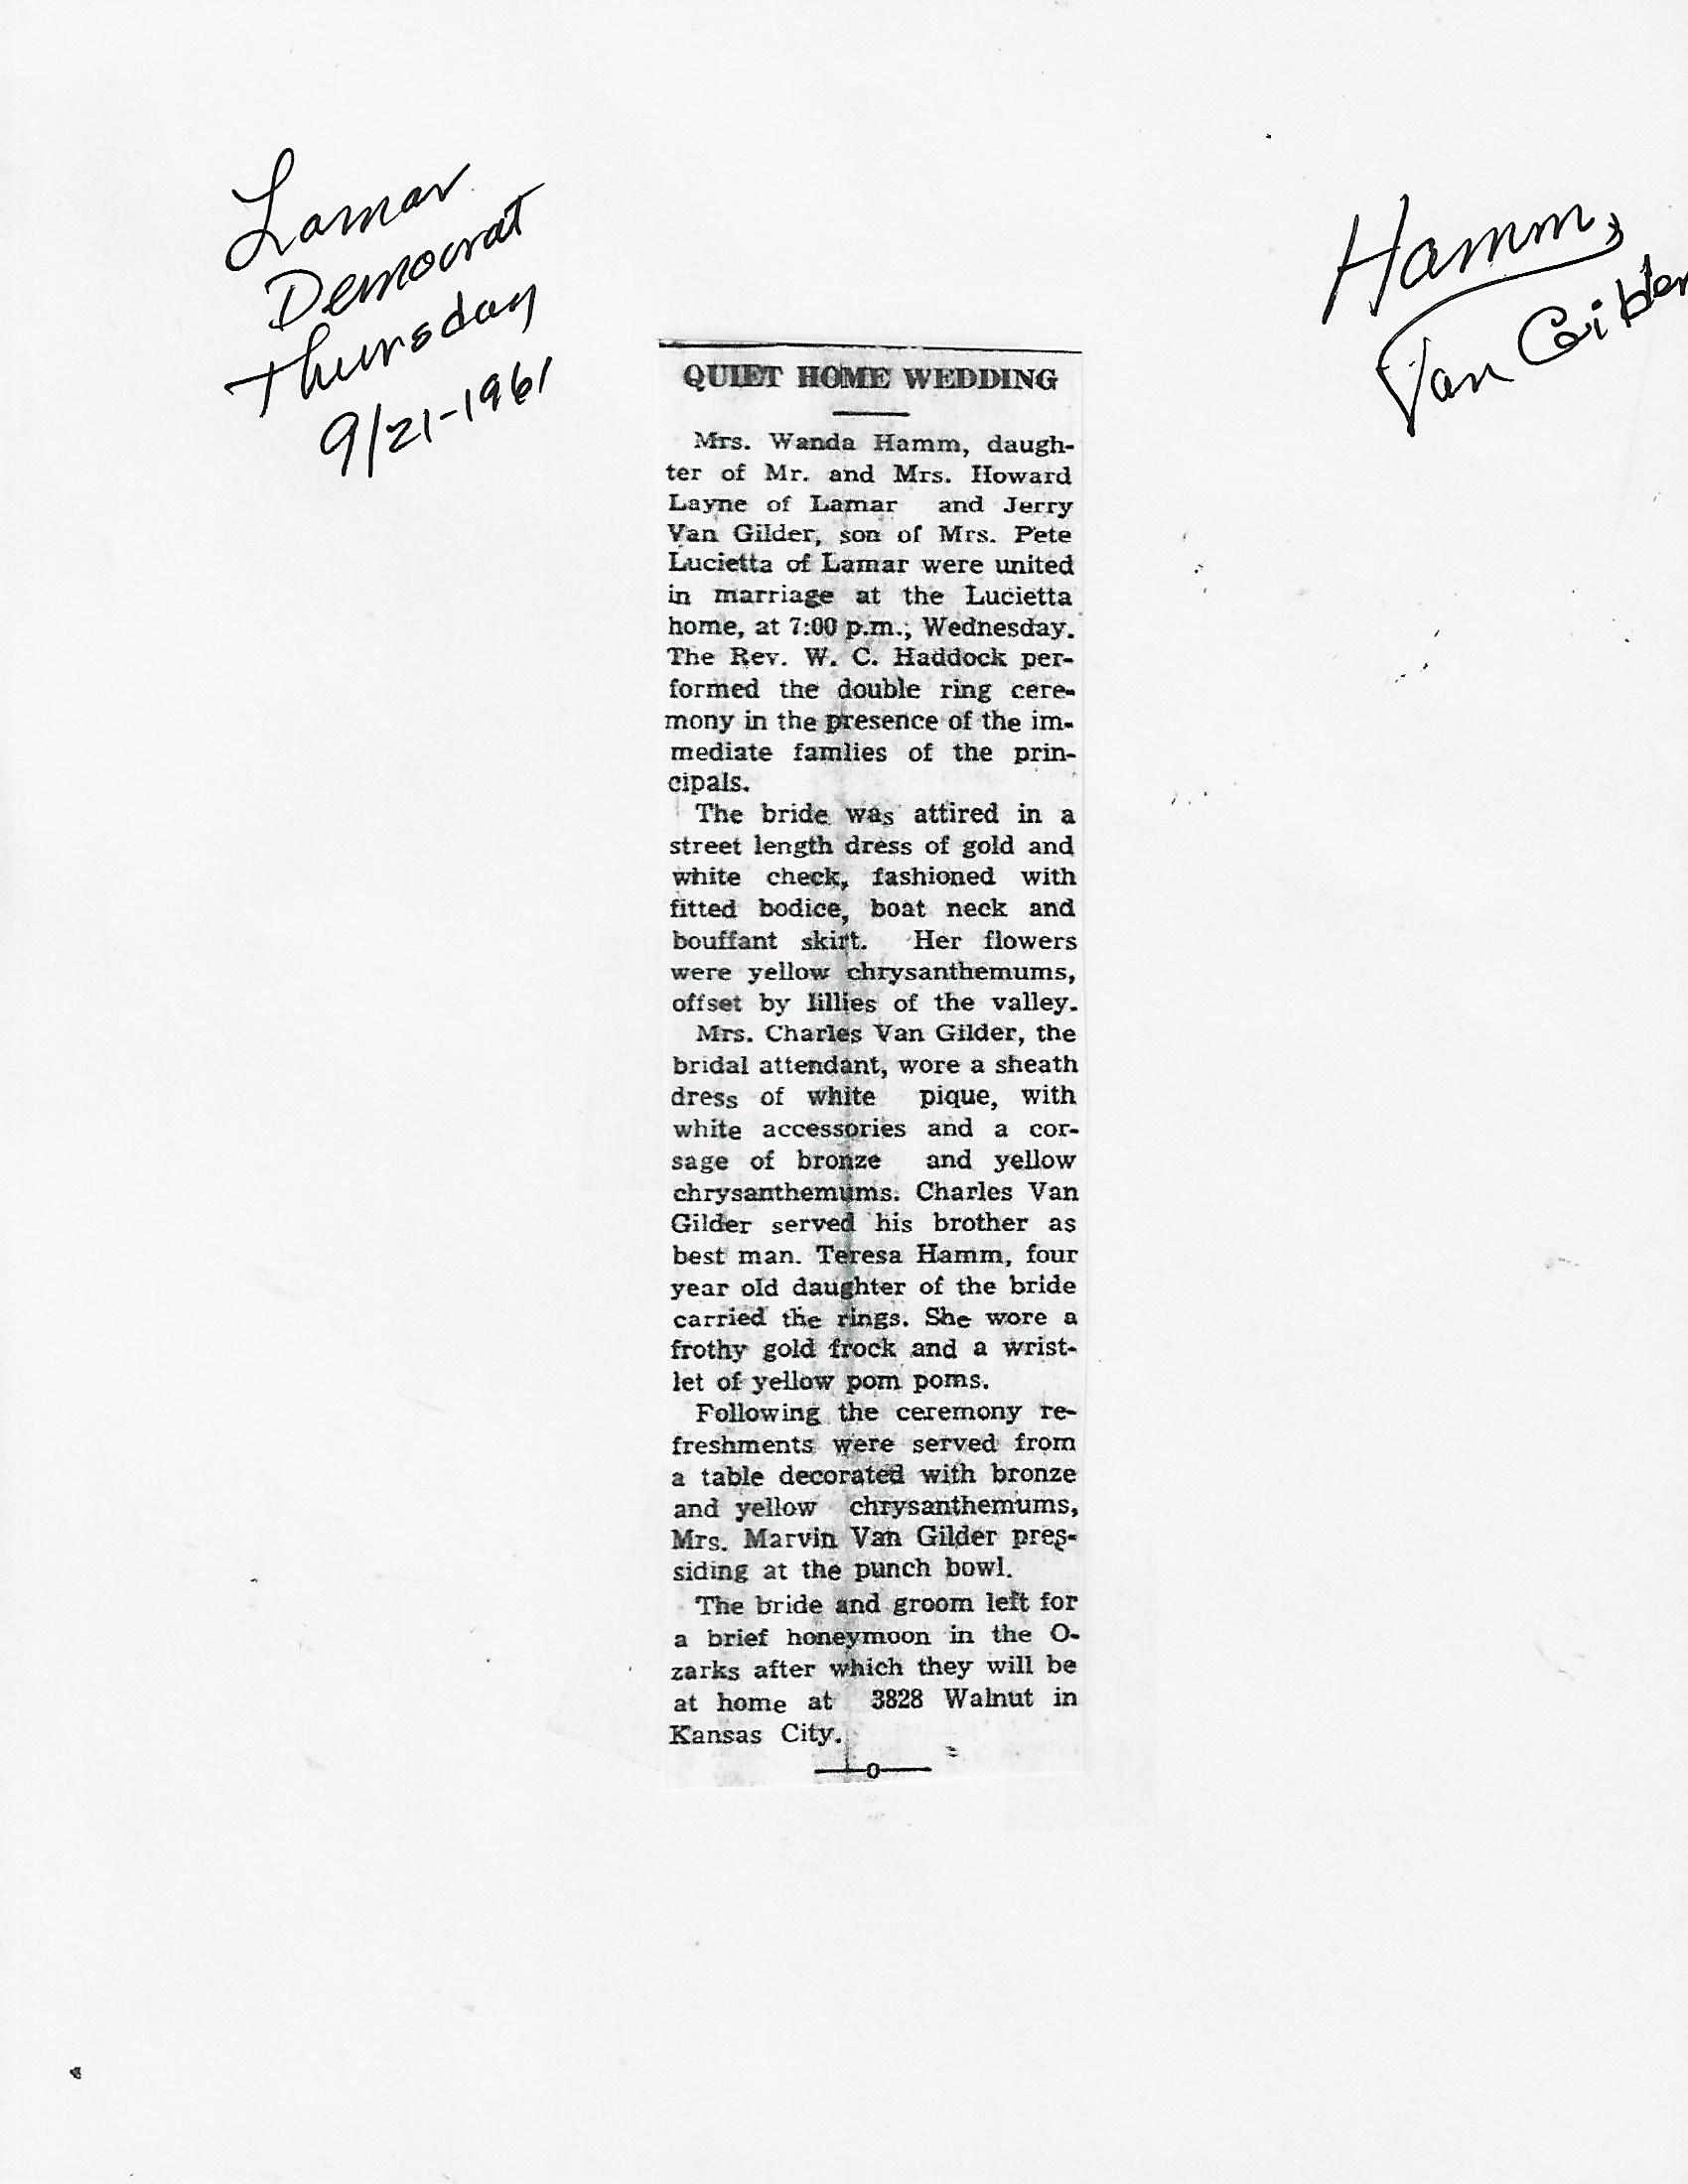 Lamar
Democrat
Thursday
9/21-1961
Hamm,
Van Gilder
QUIET HOME WEDDING
Mrs. Wanda Hamm, daugh-
ter of Mr. and Mrs. Howard
Layne of Lamar and Jerry
Van Gilder, son of Mrs. Pete
Lucietta of Lamar were united
in marriage at the Lucietta
home, at 7:00 p.m., Wednesday.
The Rev. W. C. Haddock per-
formed the double ring cere-
mony in the presence of the im-
mediate famlies of the prin-
cipals.
The bride was attired in a
street length dress of gold and
white check, fashioned with
fitted bodice, boat neck and
bouffant skirt. Her flowers
were yellow chrysanthemums,
offset by lillies of the valley.
Mrs. Charles Van Gilder, the
bridal attendant, wore a sheath
dress of white pique, with
white accessories and a cor-
sage of bronze and yellow
chrysanthemums. Charles Van
Gilder served his brother as
best man. Teresa Hamm, four
year old daughter of the bride
carried the rings. She wore a
frothy gold frock and a wrist-
let of yellow pom poms.
Following the ceremony re-
freshments were served from
a table decorated with bronze
and yellow chrysanthemums,
Mrs. Marvin Van Gilder pres-
siding at the punch bowl.
The bride and groom left for
a brief honeymoon in the O-
zarks after which they will be
at home at 3828 Walnut in
Kansas City.
—o—